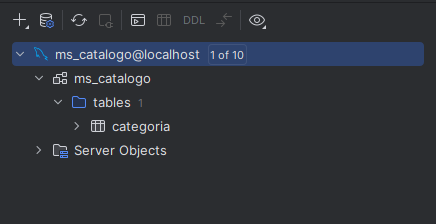 DDL
ms_catalogo@localhost 1 of 10
ms_catalogo
tables 1
categoria
Server Objects